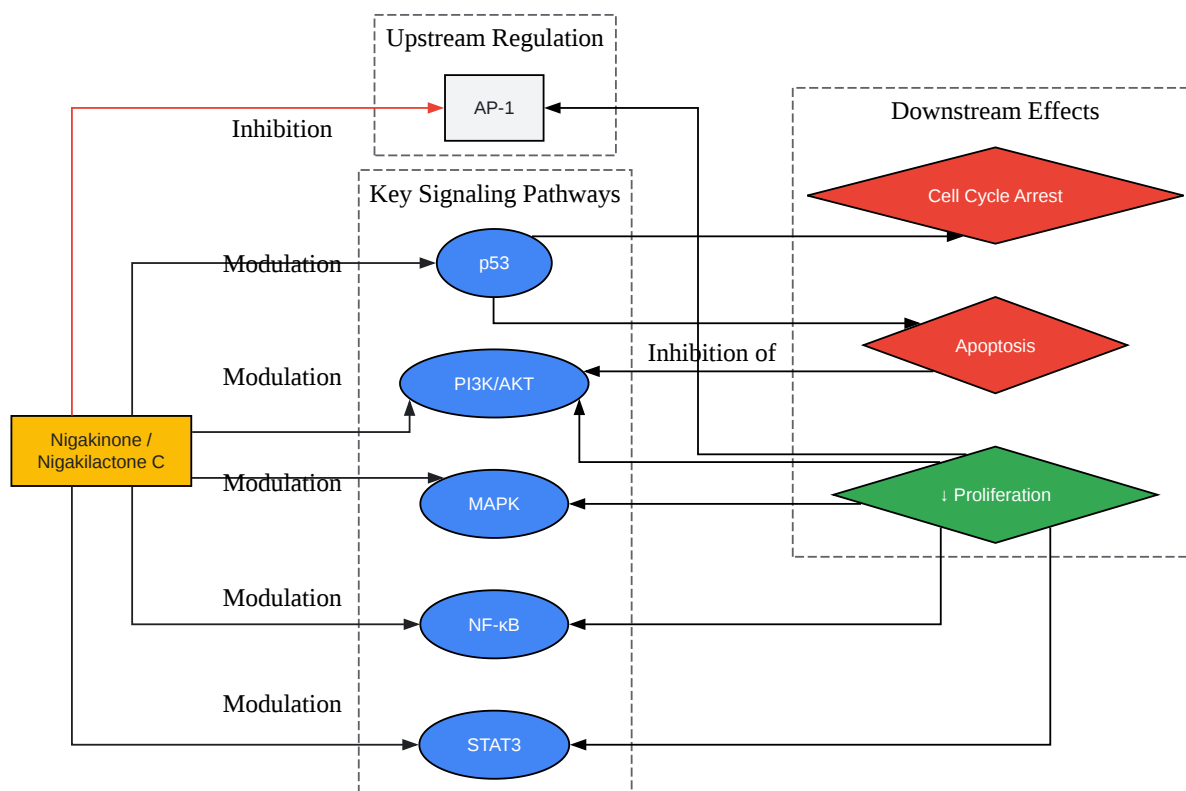 Upstream Regulation
AP-1
Inhibition
Downstream Effects
Cell Cycle Arrest
Key Signaling Pathways
p53
Modulation
Apoptosis
Inhibition of
PI3K/AKT
Modulation
Nigakinone /
Nigakilactone C
Modulation
MAPK
↓ Proliferation
Modulation
NF-κB
Modulation
STAT3